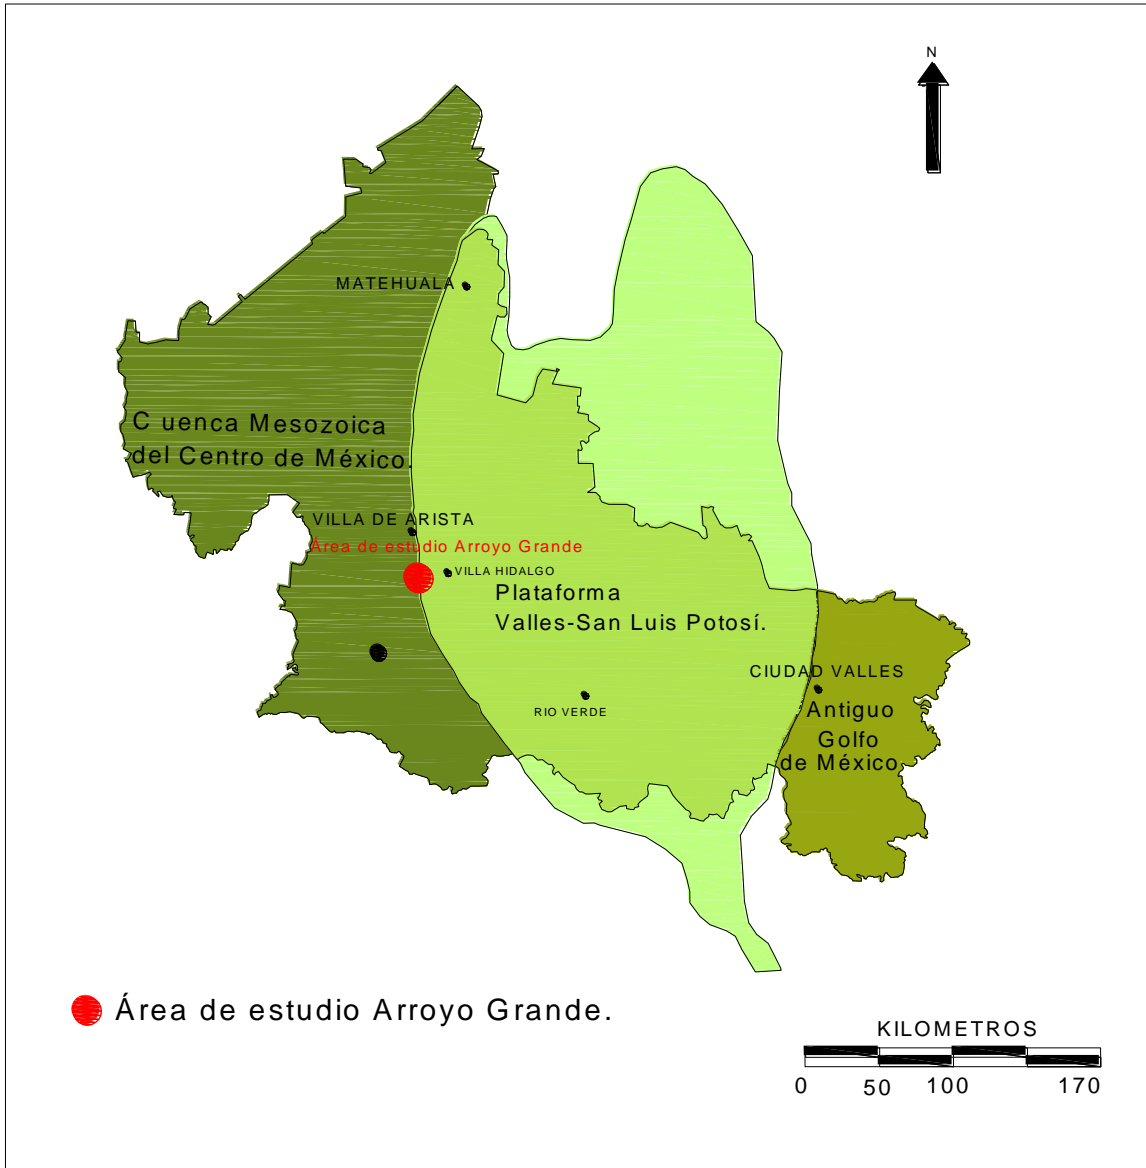 N
MATEHUALA
C uenca Mesozoica
del Centro de México.
VILLA DE ARISTA
Área de estudio Arroyo Grande
VILLA HIDALGO
Plataforma
Valles-San Luis Potosí.
CIUDAD VALLES
RIO VERDE
Antiguo
Golfo
de México
Área de estudio Arroyo Grande.
KILOMETROS
0 50 100 170